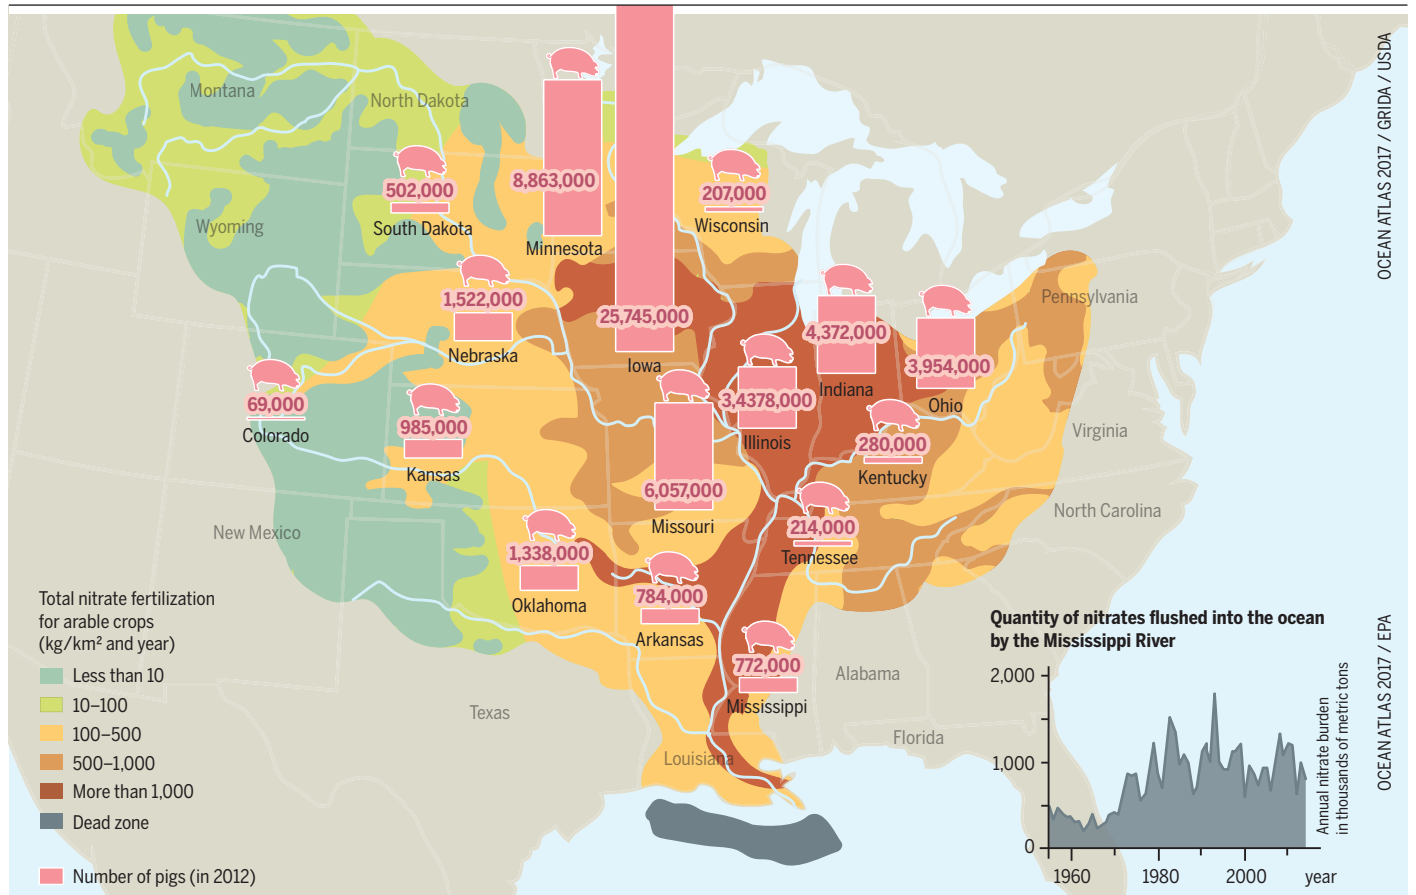 Montana
North Dakota
8,863,000
Minnesota
502,000
South Dakota
207,000
Wisconsin
Wyoming
1,522,000
Nebraska
25,745,000
Iowa
4,372,000
Indiana
3,954,000
Ohio
Pennsylvania
69,000
Colorado
985,000
Kansas
3,4378,000
Illinois
280,000
Kentucky
Virginia
6,057,000
Missouri
New Mexico
214,000
Tennessee
North Carolina
1,338,000
Oklahoma
784,000
Arkansas
772,000
Mississippi
Alabama
Texas
Florida
Louisiana
Total nitrate fertilization
for arable crops
(kg/km² and year)
Less than 10
10–100
100–500
500–1,000
More than 1,000
Dead zone
Number of pigs (in 2012)
Quantity of nitrates flushed into the ocean
by the Mississippi River
2,000
1,000
0
1960
1980
2000
year
Annual nitrate burden
in thousands of metric tons
OCEAN ATLAS 2017 / GRIDA / USDA
OCEAN ATLAS 2017 / EPA